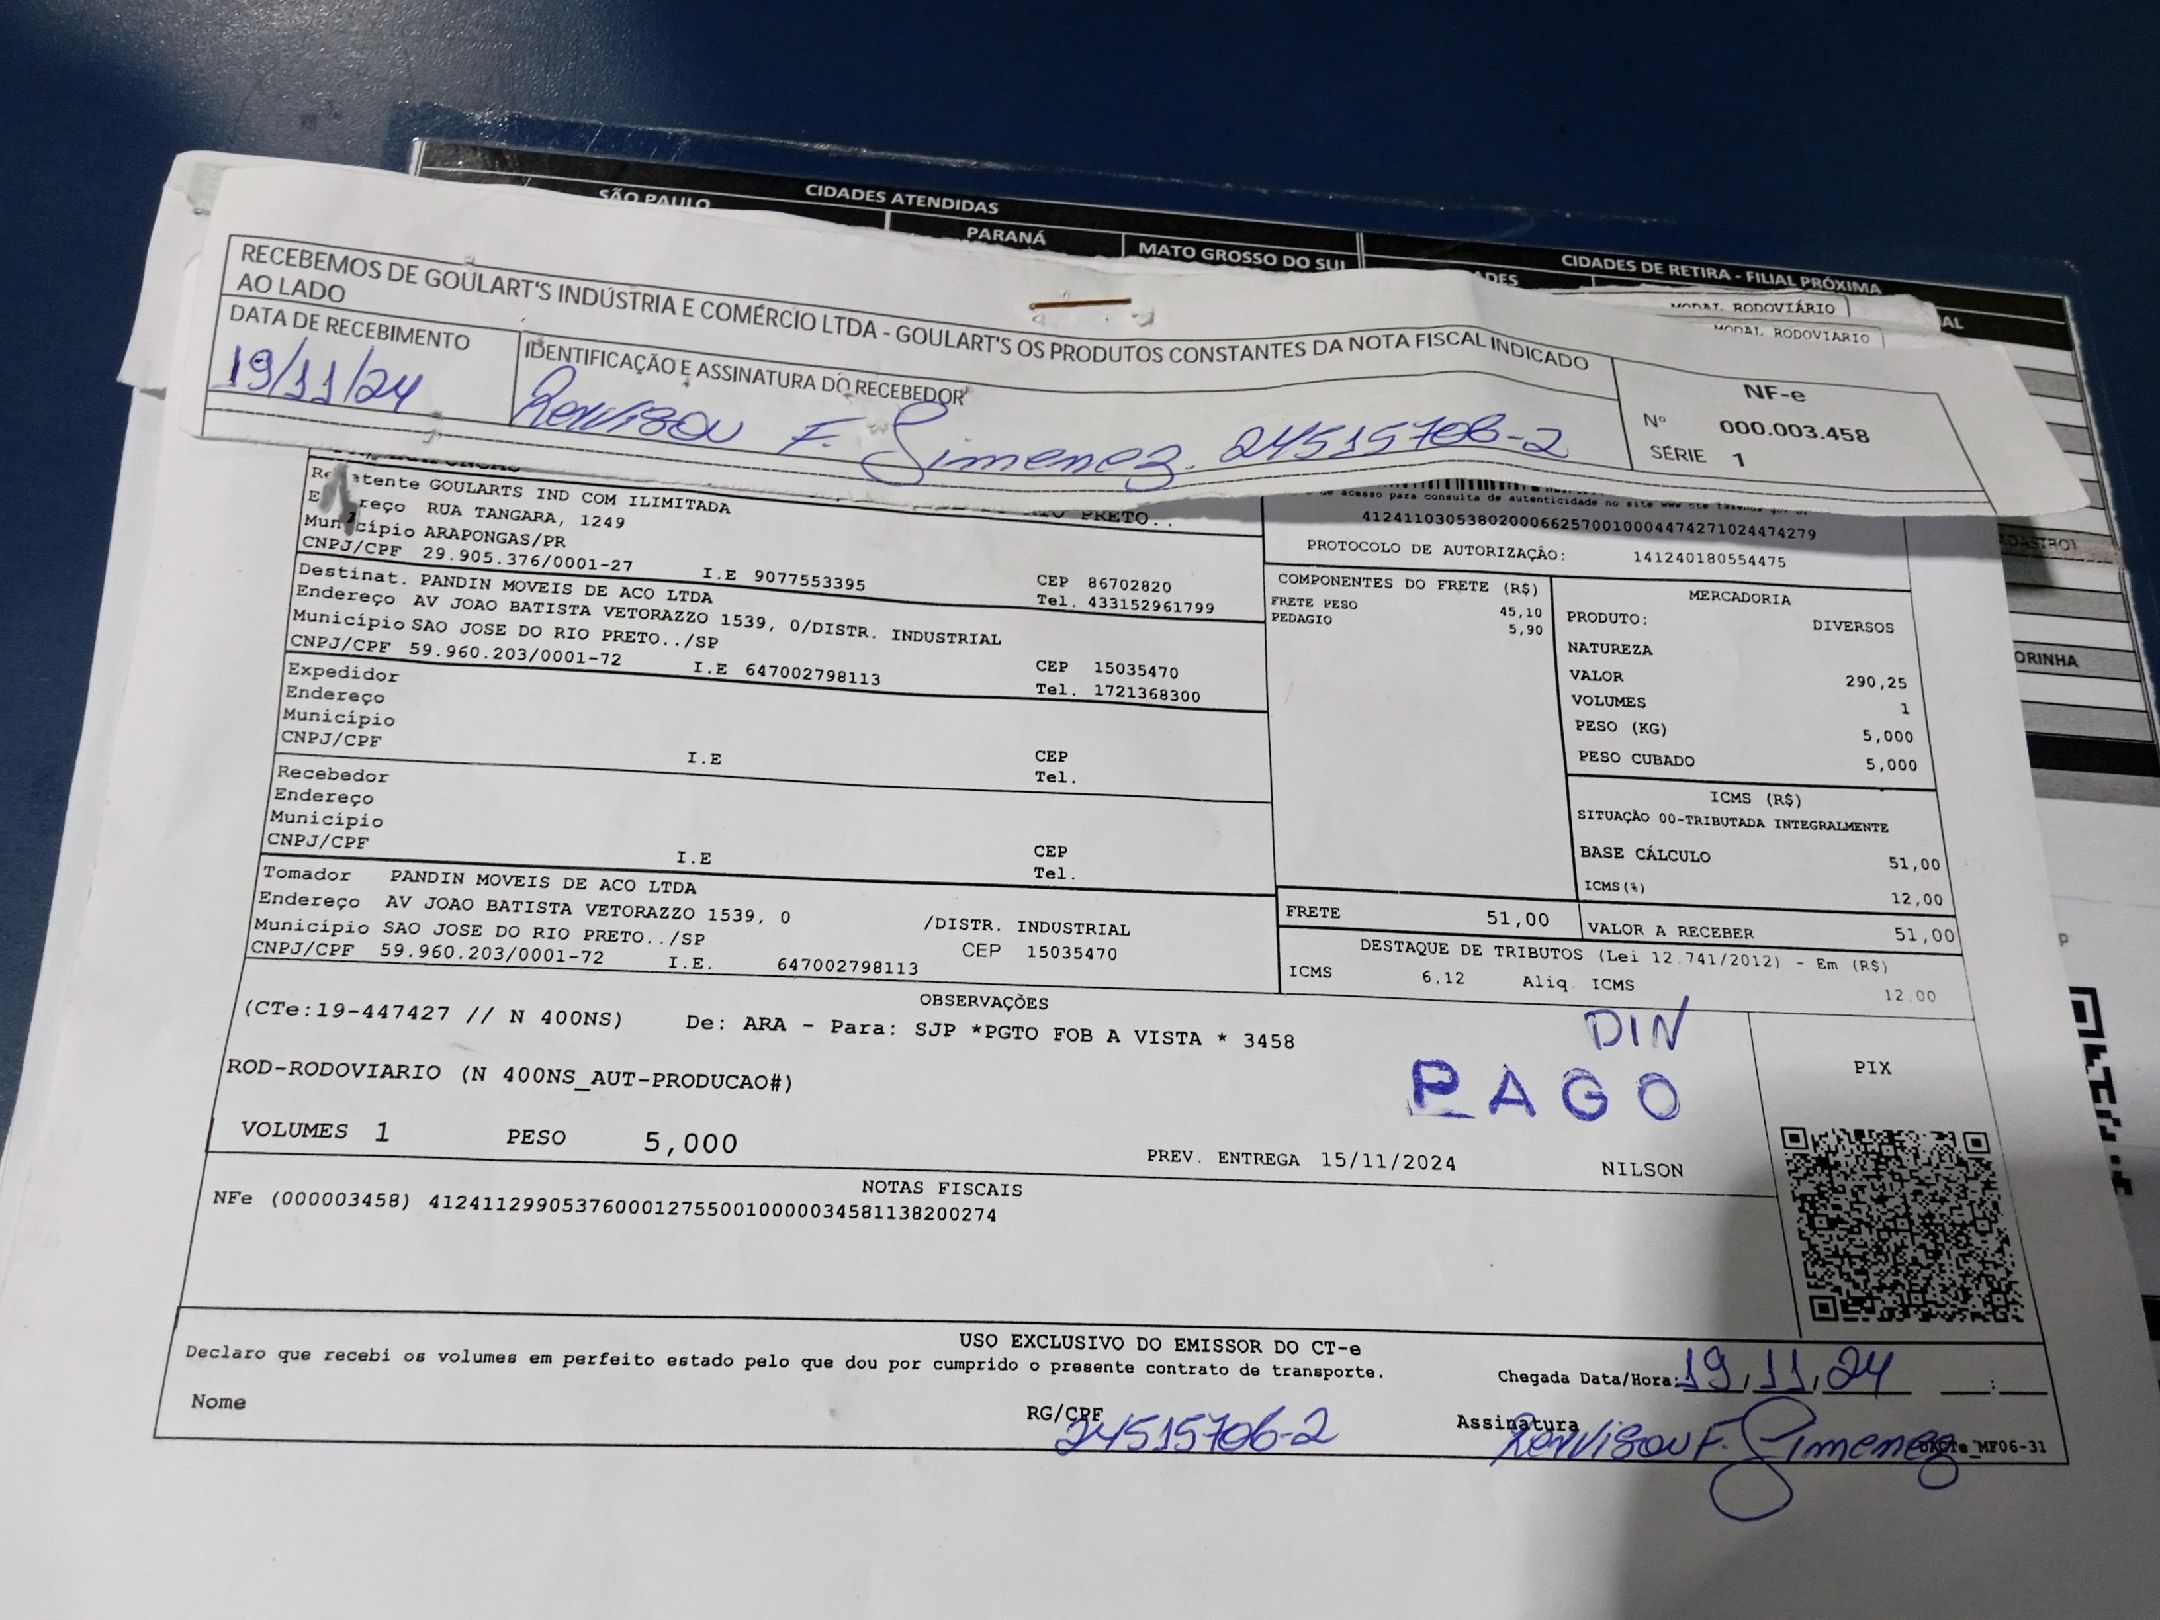 CIDADES ATENDIDAS
SÃO PAULO
PARANÁ
MATO GROSSO DO SUL
CIDADES DE RETIRA - FILIAL PRÓXIMA
MODAL RODOVIÁRIO
MODAL RODOVIARIO
RECEBEMOS DE GOULART'S INDÚSTRIA E COMÉRCIO LTDA - GOULART'S OS PRODUTOS CONSTANTES DA NOTA FISCAL INDICADO
AO LADO
DATA DE RECEBIMENTO
19/11/24
IDENTIFICAÇÃO E ASSINATURA DO RECEBEDOR
F. Gimenez. 24515706-2
NF-e
Nº 000.003.458
SÉRIE 1
GOULARTS IND COM ILIMITADA
RUA TANGARA, 1249
ARAPONGAS/PR
CNPJ/CPF 29.905.376/0001-27 I.E 9077553395
CEP 86702820
Tel. 433152961799
Destinat. PANDIN MOVEIS DE ACO LTDA
Endereço AV JOAO BATISTA VETORAZZO 1539, 0/DISTR. INDUSTRIAL
Município SAO JOSE DO RIO PRETO../SP
CNPJ/CPF 59.960.203/0001-72 I.E 647002798113
CEP 15035470
Tel. 1721368300
Expedidor
Endereço
Município
CNPJ/CPF I.E CEP
Tel.
Recebedor
Endereço
Município
CNPJ/CPF I.E CEP
Tel.
Tomador PANDIN MOVEIS DE ACO LTDA
Endereço AV JOAO BATISTA VETORAZZO 1539, 0 /DISTR. INDUSTRIAL
Município SAO JOSE DO RIO PRETO../SP CEP 15035470
CNPJ/CPF 59.960.203/0001-72 I.E. 647002798113
de acesso para consulta de autenticidade no site www
41241103053802000662570010004474271024474279
PROTOCOLO DE AUTORIZAÇÃO: 141240180554475
COMPONENTES DO FRETE (R$)
FRETE PESO 45,10
PEDAGIO 5,90
MERCADORIA
PRODUTO: DIVERSOS
NATUREZA
VALOR 290,25
VOLUMES 1
PESO (KG) 5,000
PESO CUBADO 5,000
ICMS (R$)
SITUAÇÃO 00-TRIBUTADA INTEGRALMENTE
BASE CÁLCULO 51,00
ICMS(%) 12,00
FRETE 51,00 VALOR A RECEBER 51,00
DESTAQUE DE TRIBUTOS (Lei 12.741/2012) - Em (R$)
ICMS 6,12 Aliq. ICMS 12.00
OBSERVAÇÕES
(CTe:19-447427 // N 400NS) De: ARA - Para: SJP *PGTO FOB A VISTA * 3458
DIN
PAGO
ROD-RODOVIARIO (N 400NS_AUT-PRODUCAO#)
PIX
VOLUMES 1 PESO 5,000
PREV. ENTREGA 15/11/2024 NILSON
NOTAS FISCAIS
NFe (000003458) 41241129905376000127550010000034581138200274
USO EXCLUSIVO DO EMISSOR DO CT-e
Declaro que recebi os volumes em perfeito estado pelo que dou por cumprido o presente contrato de transporte.
Chegada Data/Hora: 19/11/24
Nome
RG/CPF 24515706-2
Assinatura F. Gimenez
DACTe_MF06-31